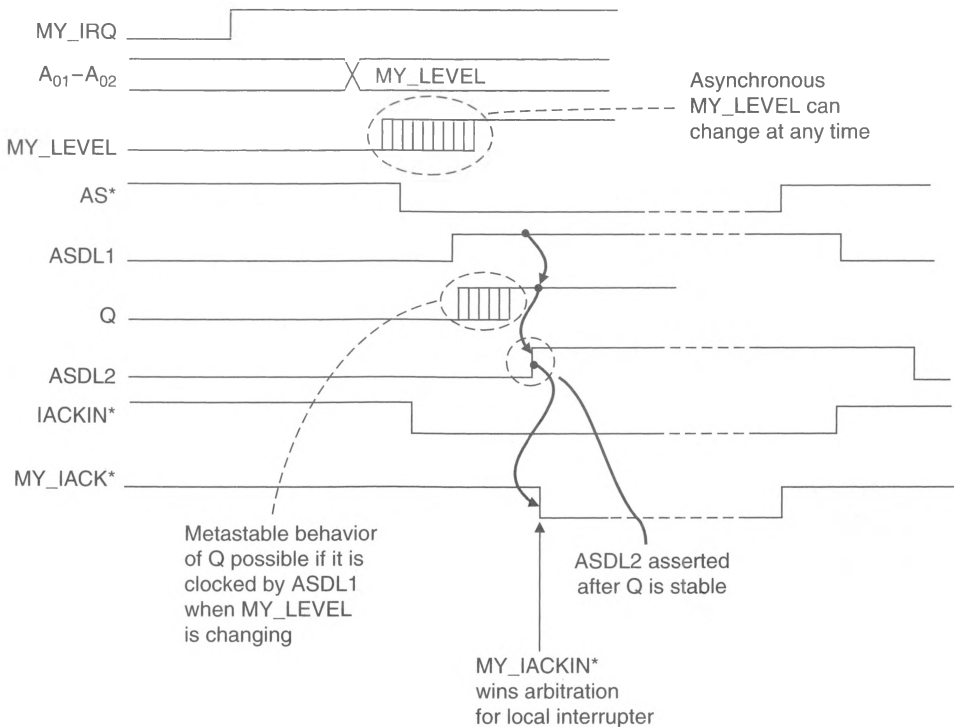 MY_IRQ
A01–A02
MY_LEVEL
Asynchronous
MY_LEVEL can
change at any time
MY_LEVEL
AS*
ASDL1
Q
ASDL2
IACKIN*
MY_IACK*
Metastable behavior
of Q possible if it is
clocked by ASDL1
when MY_LEVEL
is changing
ASDL2 asserted
after Q is stable
MY_IACKIN*
wins arbitration
for local interrupter